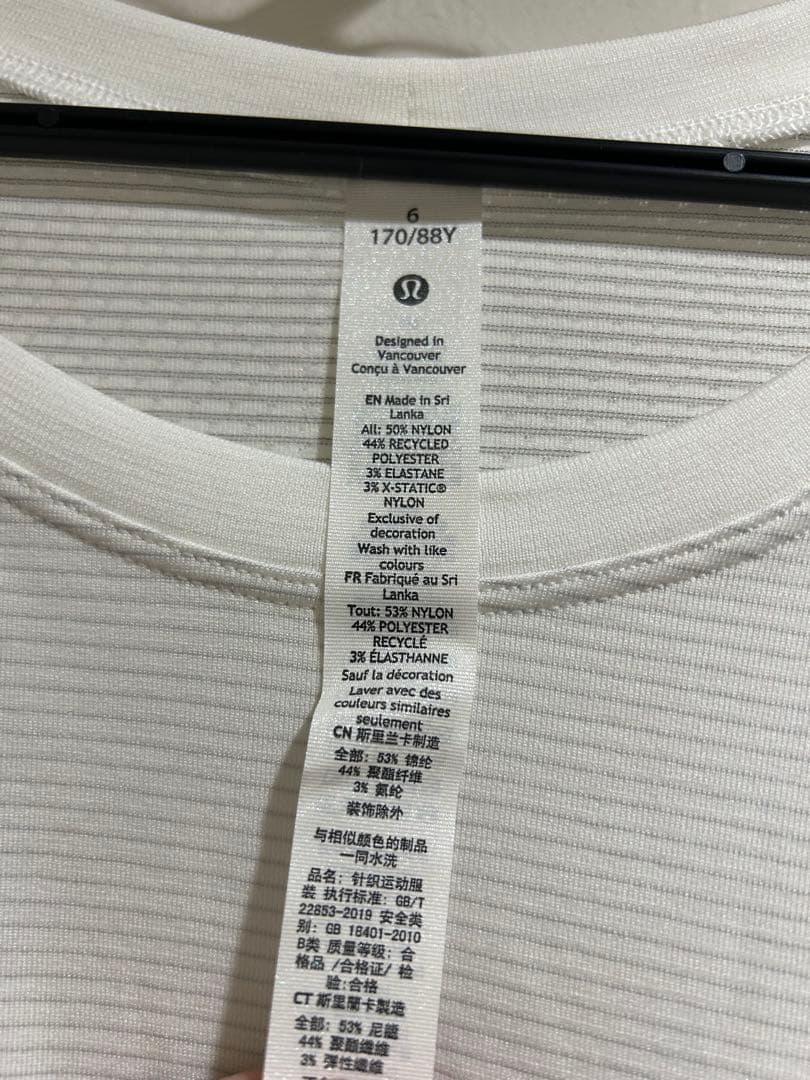 6
170/88Y
Designed in
Vancouver
Conçu à Vancouver
EN Made in Sri
Lanka
All: 50% NYLON
44% RECYCLED
POLYESTER
3% ELASTANE
3% X-STATIC®
NYLON
Exclusive of
decoration
Wash with like
colours
FR Fabriqué au Sri
Lanka
Tout: 53% NYLON
44% POLYESTER
RECYCLÉ
3% ÉLASTHANNE
Sauf la décoration
Laver avec des
couleurs similaires
seulement
CN 斯里兰卡制造
全部: 53% 锦纶
44% 聚酯纤维
3% 氨纶
装饰除外
与相似颜色的制品
一同水洗
品名: 针织运动服
装 执行标准: GB/T
22853-2019 安全类
别: GB 18401-2010
B类 质量等级: 合
格品 /合格证/ 检
验:合格
CT 斯里蘭卡製造
全部: 53% 尼龍
44% 聚酯纖維
3% 弹性纖維